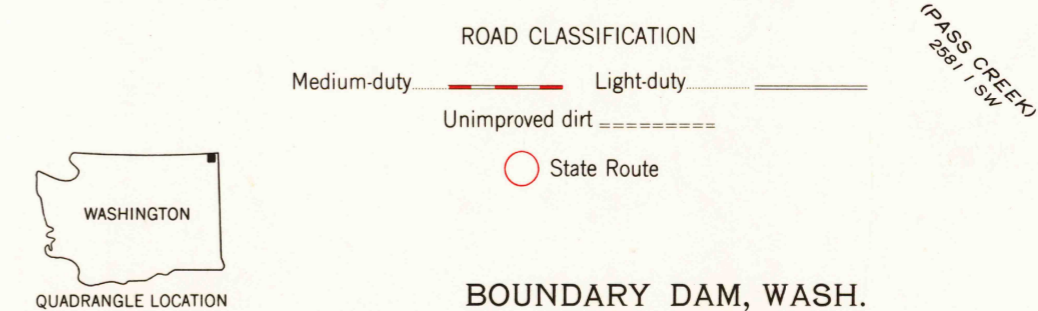 ROAD CLASSIFICATION
Medium-duty
Light-duty
Unimproved dirt
State Route
(PASS CREEK)
2581 I SW
WASHINGTON
QUADRANGLE LOCATION
BOUNDARY DAM, WASH.